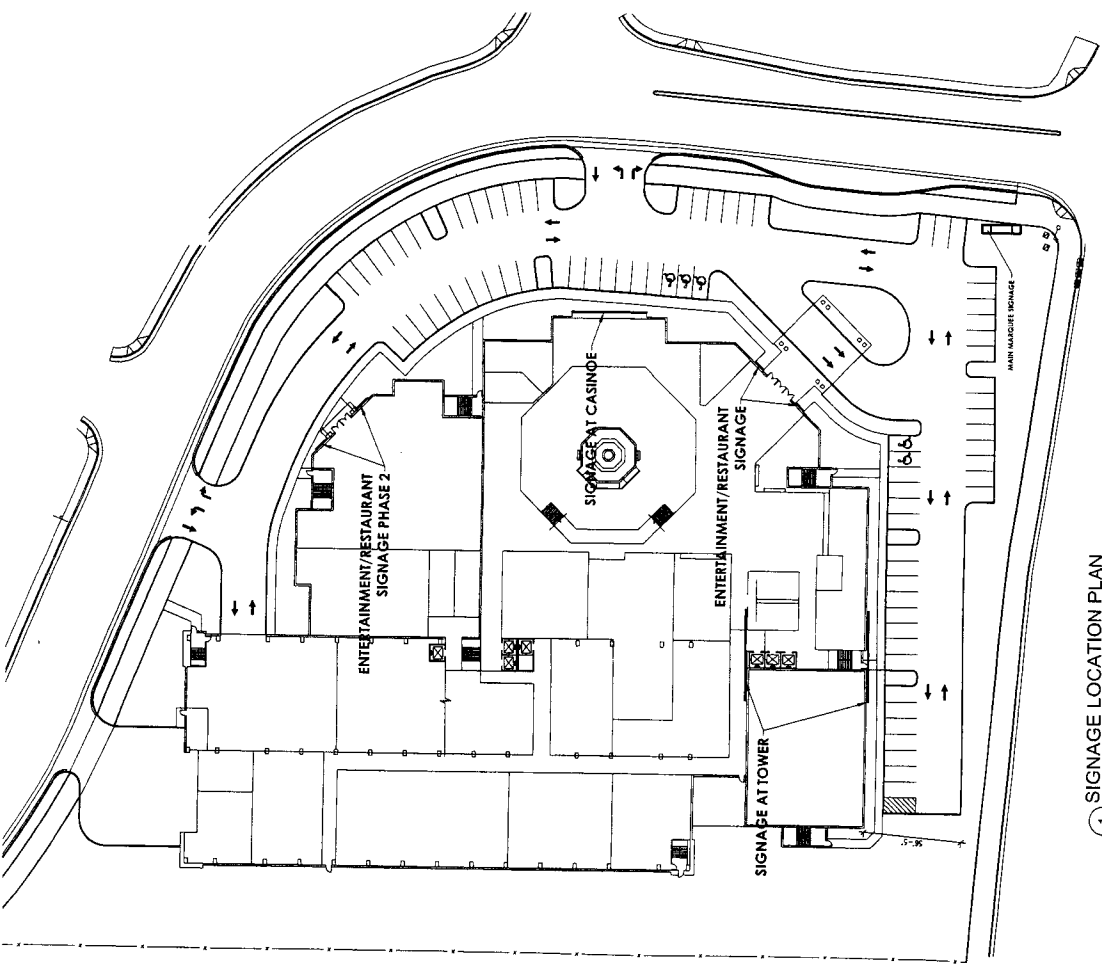 ENTERTAINMENT/RESTAURANT
SIGNAGE PHASE 2
SIGNAGE AT CASINOE
ENTERTAINMENT/RESTAURANT
SIGNAGE
MAIN MARQUEE SIGNAGE
SIGNAGE AT TOWER
1 SIGNAGE LOCATION PLAN